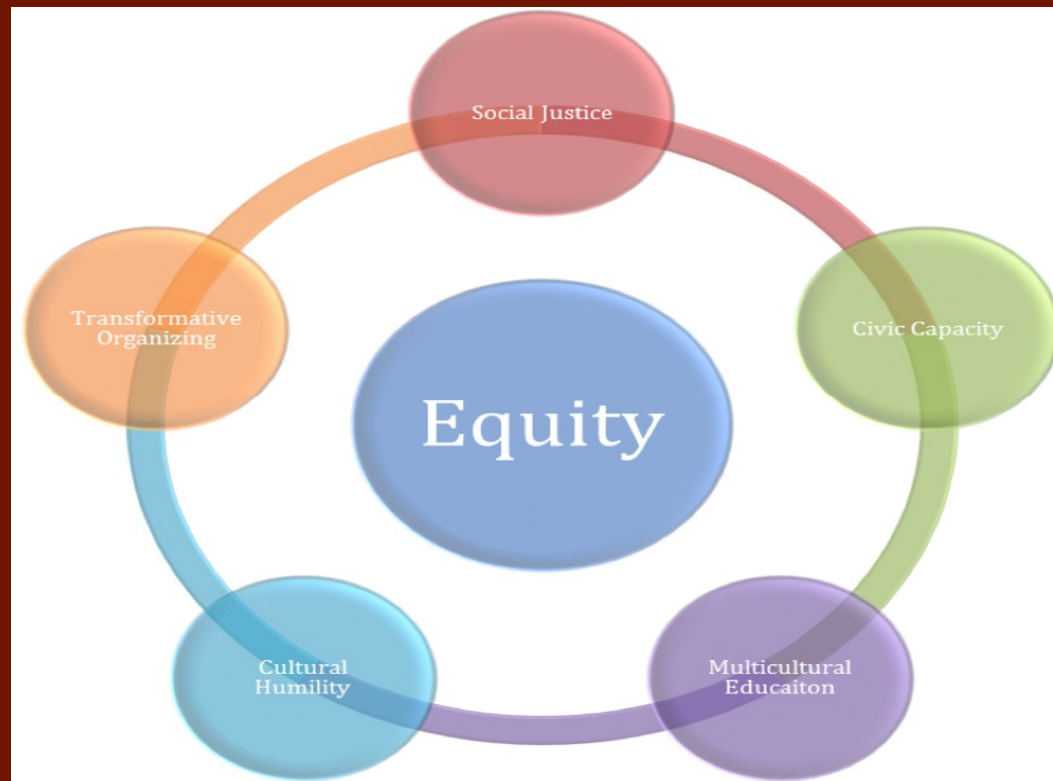 Social Justice
Transformative
Organizing
Civic Capacity
Equity
Cultural
Humility
Multicultural
Educaiton